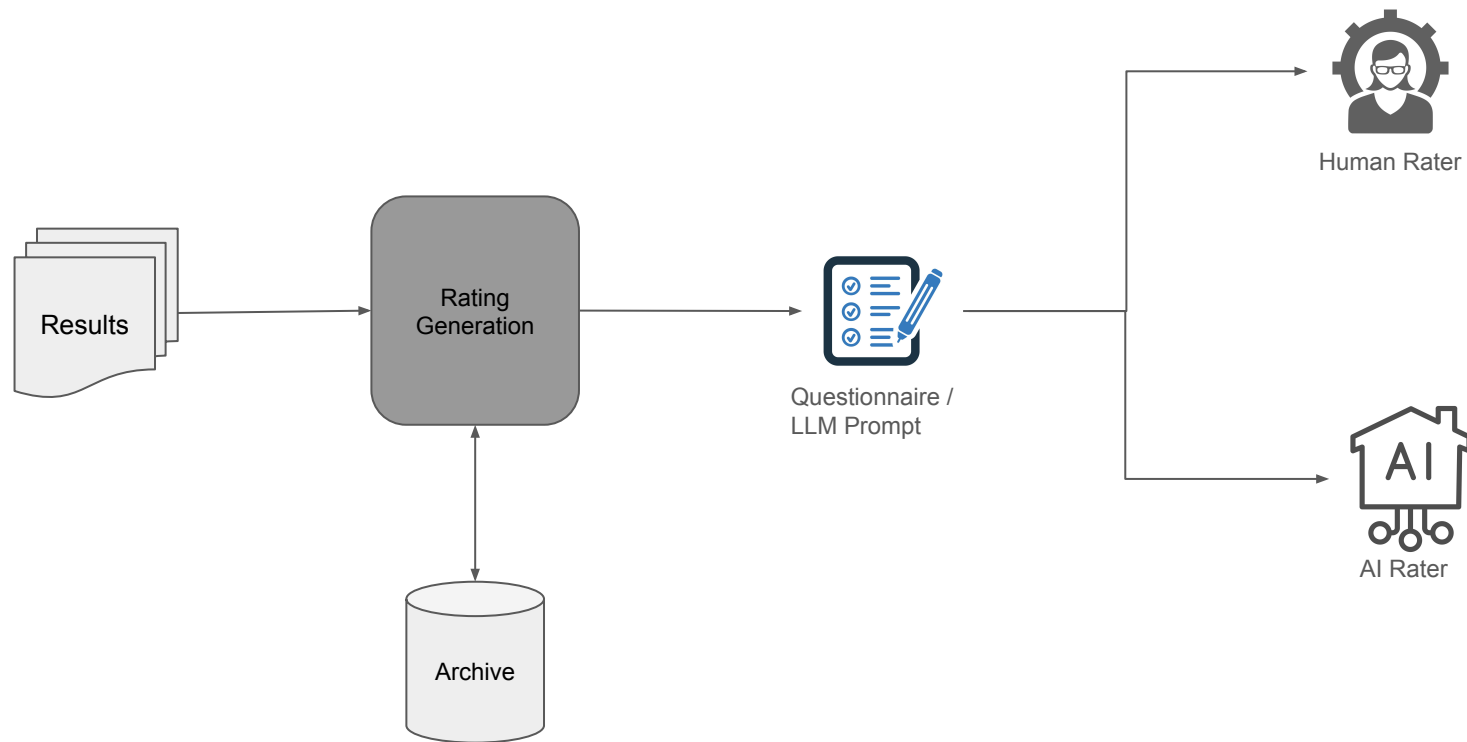 Results
Rating
Generation
Archive
Questionnaire /
LLM Prompt
Human Rater
AI
AI Rater